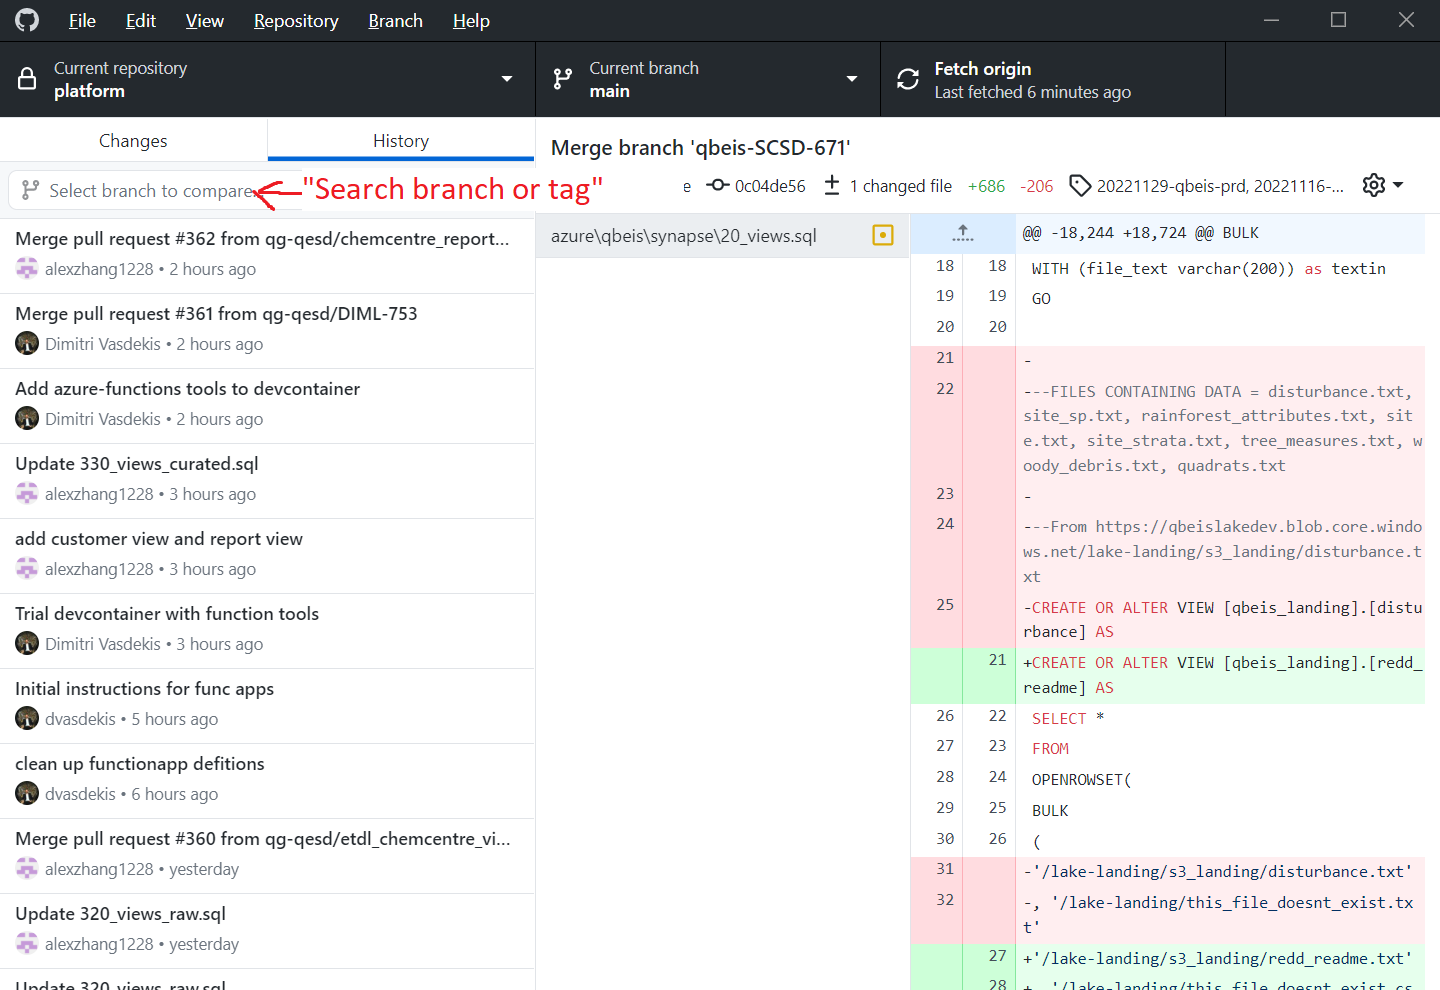 File Edit View Repository Branch Help
Current repository
platform
Current branch
main
Fetch origin
Last fetched 6 minutes ago
Changes
History
Select branch to compare
"Search branch or tag"
Merge pull request #362 from qg-qesd/chemcentre_report...
alexzhang1228 • 2 hours ago
Merge pull request #361 from qg-qesd/DIML-753
Dimitri Vasdekis • 2 hours ago
Add azure-functions tools to devcontainer
Dimitri Vasdekis • 2 hours ago
Update 330_views_curated.sql
alexzhang1228 • 3 hours ago
add customer view and report view
alexzhang1228 • 3 hours ago
Trial devcontainer with function tools
Dimitri Vasdekis • 3 hours ago
Initial instructions for func apps
dvasdekis • 5 hours ago
clean up functionapp defitions
dvasdekis • 6 hours ago
Merge pull request #360 from qg-qesd/etdl_chemcentre_vi...
alexzhang1228 • yesterday
Update 320_views_raw.sql
alexzhang1228 • yesterday
Update 320_views_raw.sql
Merge branch 'qbeis-SCSD-671'
e 0c04de56 1 changed file +686 -206 20221129-qbeis-prd, 20221116-...
azure\qbeis\synapse\20_views.sql
@@ -18,244 +18,724 @@ BULK
18 18 WITH (file_text varchar(200)) as textin
19 19 GO
20 20
21 -
22 ---FILES CONTAINING DATA = disturbance.txt,
site_sp.txt, rainforest_attributes.txt, sit
e.txt, site_strata.txt, tree_measures.txt, w
oody_debris.txt, quadrats.txt
23 -
24 ---From https://qbeislakedev.blob.core.windo
ws.net/lake-landing/s3_landing/disturbance.t
xt
25 -CREATE OR ALTER VIEW [qbeis_landing].[distu
rbance] AS
21 +CREATE OR ALTER VIEW [qbeis_landing].[redd_
readme] AS
26 22 SELECT *
27 23 FROM
28 24 OPENROWSET(
29 25 BULK
30 26 (
31 -'/lake-landing/s3_landing/disturbance.txt'
32 -, '/lake-landing/this_file_doesnt_exist.tx
t'
27 +'/lake-landing/s3_landing/redd_readme.txt'
28 +, '/lake-landing/this_file_doesnt_exist.cs